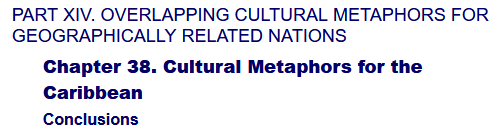 PART XIV. OVERLAPPING CULTURAL METAPHORS FOR
GEOGRAPHICALLY RELATED NATIONS
Chapter 38. Cultural Metaphors for the
Caribbean
Conclusions